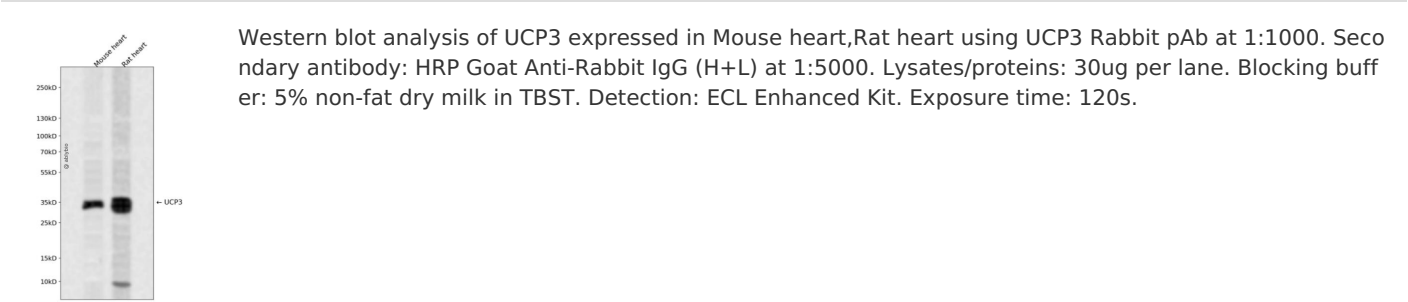 Mouse heart
Rat heart
Western blot analysis of UCP3 expressed in Mouse heart,Rat heart using UCP3 Rabbit pAb at 1:1000. Seco
ndary antibody: HRP Goat Anti-Rabbit IgG (H+L) at 1:5000. Lysates/proteins: 30ug per lane. Blocking buff
er: 5% non-fat dry milk in TBST. Detection: ECL Enhanced Kit. Exposure time: 120s.
250kD
130kD
100kD
70kD
55kD
35kD
25kD
15kD
10kD
← UCP3